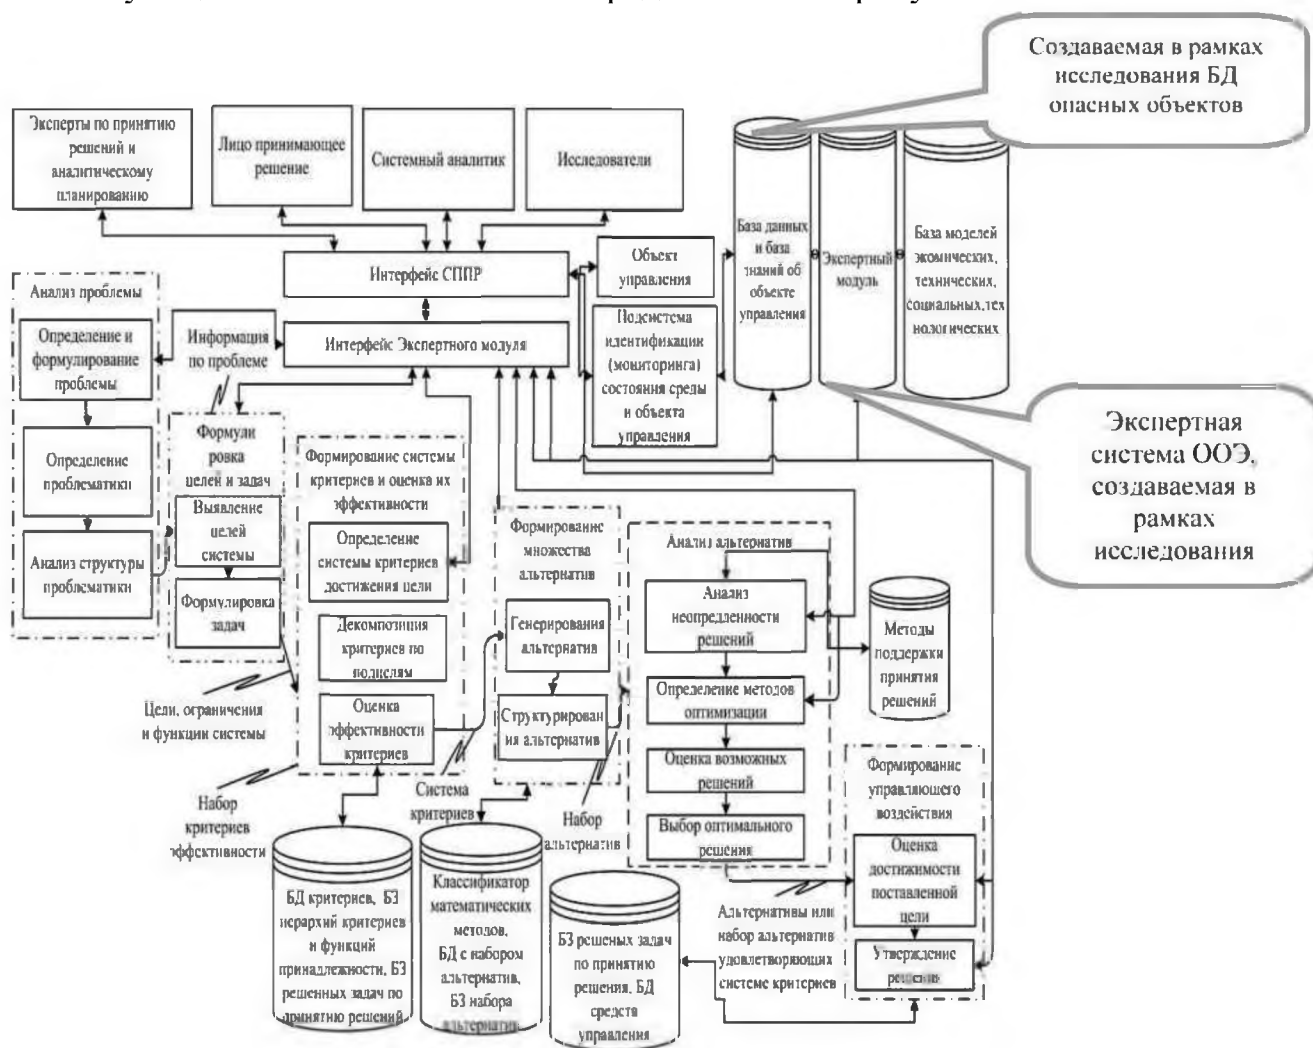 Создаваемая в рамках
исследования БД
опасных объектов
Эксперты по принятию
решений и
аналитическому
планированию
Лицо принимающее
решение
Системный аналитик
Исследователи
База данных
и база
знаний об
объекте
управления
Экспертный
модуль
База моделей
экомических,
технических,
социальных,тех
нологических
Интерфейс СППР
Объект
управления
Анализ проблемы
Определение и
формулирование
проблемы
Информация
по проблеме
Интерфейс Экспертного модуля
Подсистема
идентификации
(мониторинга)
состояния среды
и объекта
управления
Экспертная
система ООЭ,
создаваемая в
рамках
исследования
Определение
проблематики
Анализ структуры
проблематики
Формули
ровка
целей и задач
Выявление
целей
системы
Формулировка
задач
Формирование системы
критериев и оценка их
эффективности
Определение
системы критериев
достижения цели
Декомпозиция
критериев по
подцелям
Оценка
эффективности
критериев
Формирование
множества
альтернатив
Генерирования
альтернатив
Структурирован
ия альтернатив
Анализ альтернатив
Анализ
неопредленности
решений
Определение методов
оптимизации
Оценка возможных
решений
Выбор оптимального
решения
Методы
поддержки
принятия
решений
Цели, ограничения
и функции системы
Набор
критериев
эффективности
Система
критериев
Набор
альтернатив
Формирование
управляющего
воздействия
Оценка
достижимости
поставленной
цели
Утверждение
решения
БД критериев, БЗ
иерархий критериев
и функций
принадлежности, БЗ
решенных задач по
принятию решений
Классификатор
математических
методов,
БД с набором
альтернатив,
БЗ набора
альтернатив
БЗ решеных задач
по принятию
решения, БД
средств
управления
Альтернативы или
набор альтернатив
удовлетворяющих
системе критериев